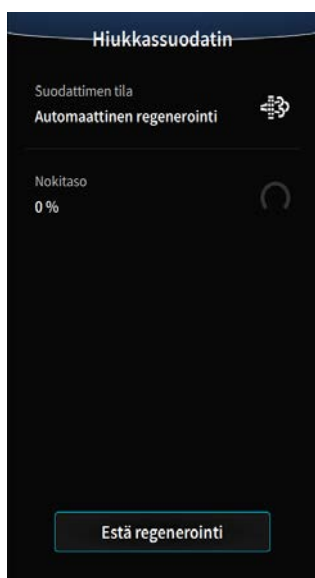 Hiukkassuodatin
Suodattimen tila
Automaattinen regenerointi
Nokitaso
0 %
Estä regenerointi